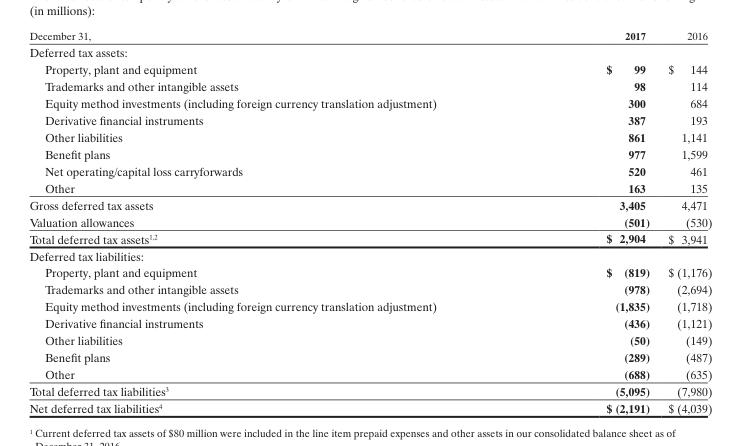 (in millions):
December 31, 2017 2016
Deferred tax assets:
Property, plant and equipment $ 99 $ 144
Trademarks and other intangible assets 98 114
Equity method investments (including foreign currency translation adjustment) 300 684
Derivative financial instruments 387 193
Other liabilities 861 1,141
Benefit plans 977 1,599
Net operating/capital loss carryforwards 520 461
Other 163 135
Gross deferred tax assets 3,405 4,471
Valuation allowances (501) (530)
Total deferred tax assets1,2 $ 2,904 $ 3,941
Deferred tax liabilities:
Property, plant and equipment $ (819) $ (1,176)
Trademarks and other intangible assets (978) (2,694)
Equity method investments (including foreign currency translation adjustment) (1,835) (1,718)
Derivative financial instruments (436) (1,121)
Other liabilities (50) (149)
Benefit plans (289) (487)
Other (688) (635)
Total deferred tax liabilities3 (5,095) (7,980)
Net deferred tax liabilities4 $ (2,191) $ (4,039)
1 Current deferred tax assets of $80 million were included in the line item prepaid expenses and other assets in our consolidated balance sheet as of
December 31, 2016